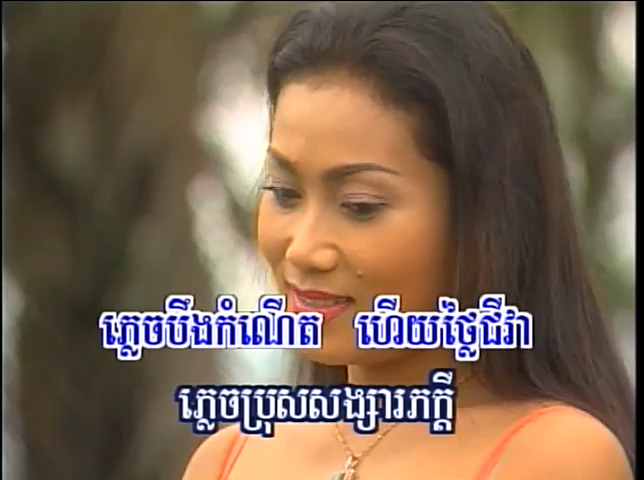 ភ្លេចបឹងកំណើត ហើយថ្លៃជីវា
ភ្លេចប្រុសសង្សារភក្តី